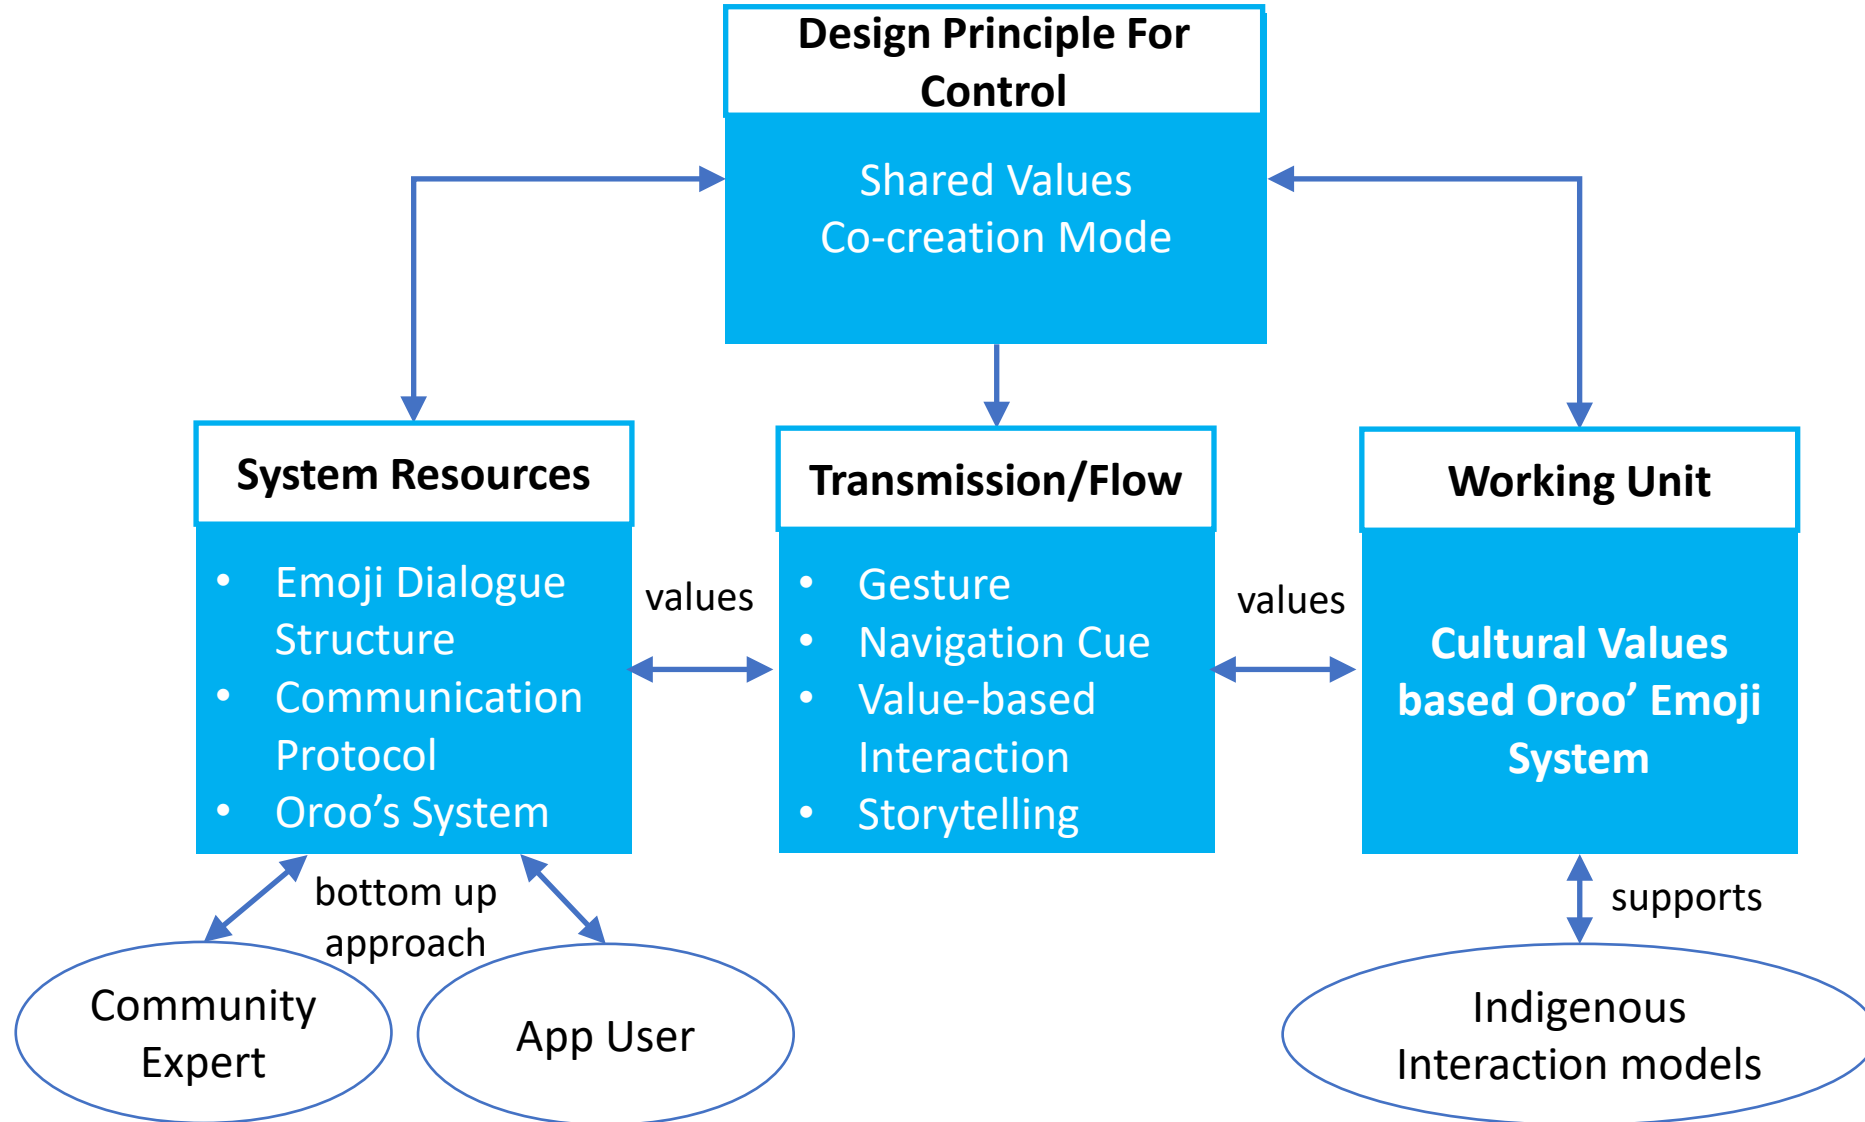 Design Principle For
Control
Shared Values
Co-creation Mode
System Resources
• Emoji Dialogue
Structure
• Communication
Protocol
• Oroo’s System
values
Transmission/Flow
• Gesture
• Navigation Cue
• Value-based
Interaction
• Storytelling
values
Working Unit
Cultural Values
based Oroo’ Emoji
System
bottom up
approach
supports
Community
Expert
App User
Indigenous
Interaction models